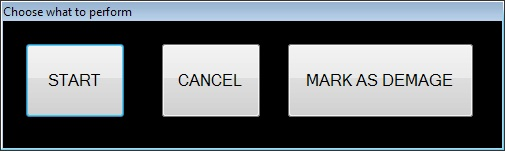 Choose what to perform
START CANCEL MARK AS DEMAGE